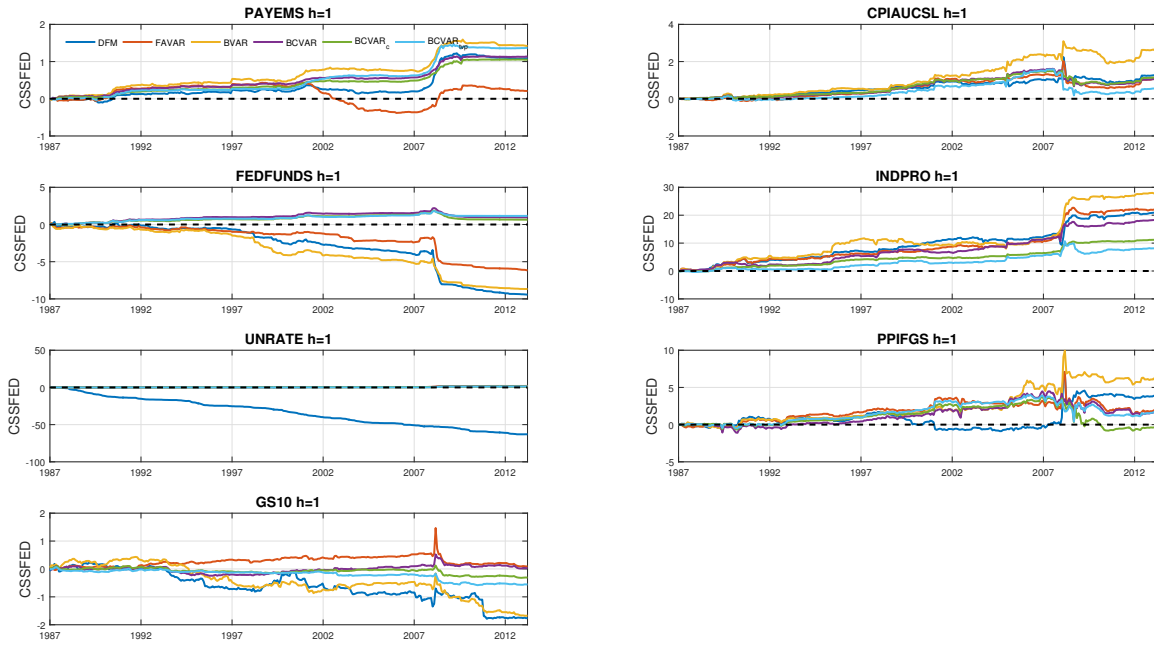 PAYEMS h=1
DFM FAVAR BVAR BCVAR BCVAR_c BCVAR_tvp
CSSFED
2
1
0
-1
1987 1992 1997 2002 2007 2012
CPIAUCSL h=1
CSSFED
4
2
0
-2
1987 1992 1997 2002 2007 2012
FEDFUNDS h=1
CSSFED
5
0
-5
-10
1987 1992 1997 2002 2007 2012
INDPRO h=1
CSSFED
30
20
10
0
-10
1987 1992 1997 2002 2007 2012
UNRATE h=1
CSSFED
50
0
-50
-100
1987 1992 1997 2002 2007 2012
PPIFGS h=1
CSSFED
10
5
0
-5
1987 1992 1997 2002 2007 2012
GS10 h=1
CSSFED
2
1
0
-1
-2
1987 1992 1997 2002 2007 2012